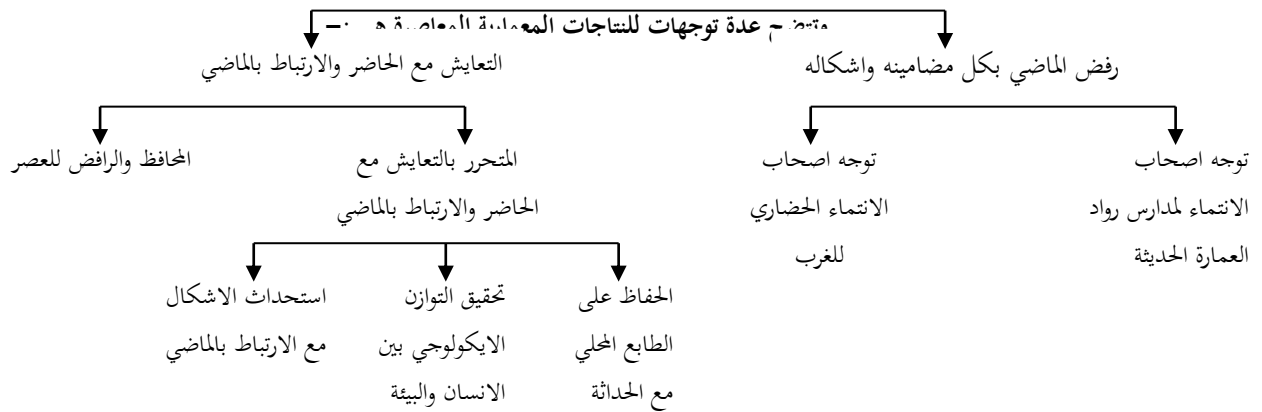 وتتضح عدة توجهات للنتاجات المعمارية المعاصرة هي :–
رفض الماضي بكل مضامينه واشكاله
التعايش مع الحاضر والارتباط بالماضي
توجه اصحاب
الانتماء لمدارس رواد
العمارة الحديثة
توجه اصحاب
الانتماء الحضاري
للغرب
المتحرر بالتعايش مع
الحاضر والارتباط بالماضي
المحافظ والرافض للعصر
الحفاظ على
الطابع المحلي
مع الحداثة
تحقيق التوازن
الايكولوجي بين
الانسان والبيئة
استحداث الاشكال
مع الارتباط بالماضي